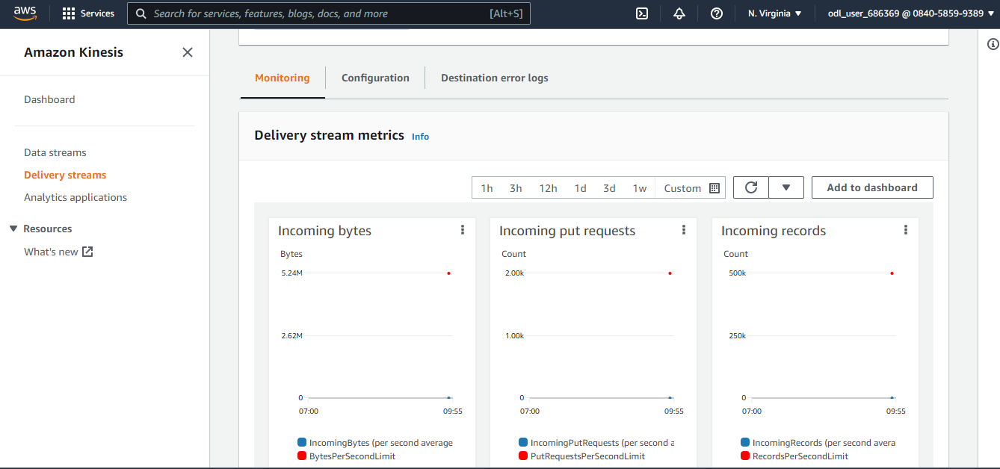 aws
Services
Search for services, features, blogs, docs, and more [Alt+S]
N. Virginia
odl_user_686369 @ 0840-5859-9389
Amazon Kinesis
Dashboard
Data streams
Delivery streams
Analytics applications
Resources
What's new
Monitoring
Configuration
Destination error logs
Delivery stream metrics Info
1h 3h 12h 1d 3d 1w Custom
Add to dashboard
Incoming bytes
Bytes
5.24M
2.62M
0
07:00 09:55
IncomingBytes (per second average
BytesPerSecondLimit
Incoming put requests
Count
2.00k
1.00k
0
07:00 09:55
IncomingPutRequests (per second a
PutRequestsPerSecondLimit
Incoming records
Count
500k
250k
0
07:00 09:55
IncomingRecords (per second avera
RecordsPerSecondLimit